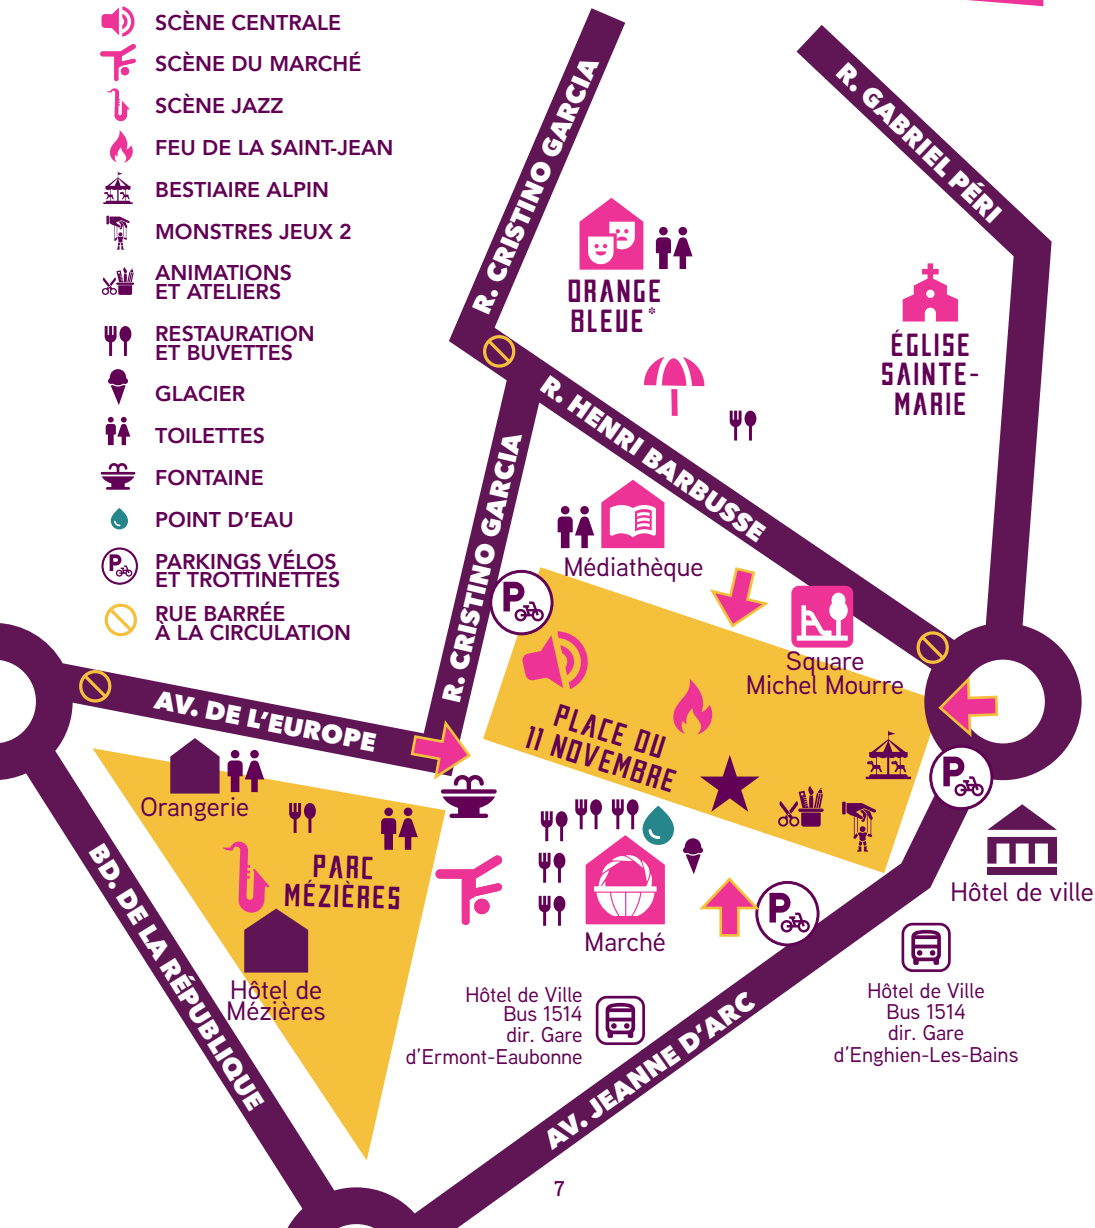 SCÈNE CENTRALE
SCÈNE DU MARCHÉ
SCÈNE JAZZ
FEU DE LA SAINT-JEAN
BESTIAIRE ALPIN
MONSTRES JEUX 2
ANIMATIONS
ET ATELIERS
RESTAURATION
ET BUVETTES
GLACIER
TOILETTES
FONTAINE
POINT D'EAU
P
PARKINGS VÉLOS
ET TROTTINETTES
RUE BARRÉE
À LA CIRCULATION
R. CRISTINO GARCIA
R. GABRIEL PÉRI
ORANGE
BLEUE*
ÉGLISE
SAINTE-
MARIE
R. HENRI BARBUSSE
R. CRISTINO GARCIA
Médiathèque
P
Square
Michel Mourre
AV. DE L'EUROPE
PLACE DU
11 NOVEMBRE
P
Orangerie
PARC
MÉZIÈRES
Hôtel de ville
P
Marché
BD. DE LA RÉPUBLIQUE
Hôtel de
Mézières
Hôtel de Ville
Bus 1514
dir. Gare
d'Ermont-Eaubonne
Hôtel de Ville
Bus 1514
dir. Gare
d'Enghien-Les-Bains
AV. JEANNE D'ARC
7